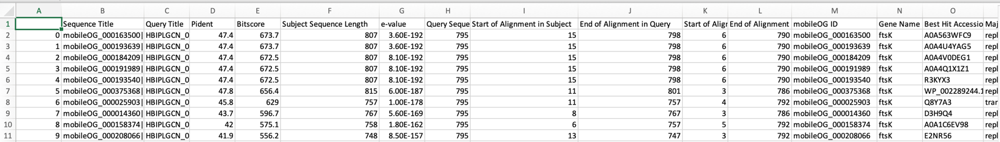 A B C D E F G H I J K L M N O
1 Sequence Title Query Title Pident Bitscore Subject Sequence Length e-value Query Seque Start of Alignment in Subject End of Alignment in Query Start of Aligr End of Alignment mobileOG ID Gene Name Best Hit Accessio Maj
2 0 mobileOG_000163500| HBIPLGCN_0 47.4 673.7 807 3.60E-192 795 15 798 6 790 mobileOG_000163500 ftsK A0A563WFC9 repl
3 1 mobileOG_000193639| HBIPLGCN_0 47.4 673.7 807 3.60E-192 795 15 798 6 790 mobileOG_000193639 ftsK A0A4U4YAG5 repl
4 2 mobileOG_000184209| HBIPLGCN_0 47.4 672.5 807 8.10E-192 795 15 798 6 790 mobileOG_000184209 ftsK A0A4V0DEG1 repl
5 3 mobileOG_000191989| HBIPLGCN_0 47.4 672.5 807 8.10E-192 795 15 798 6 790 mobileOG_000191989 ftsK A0A4Q1X1Z1 repl
6 4 mobileOG_000193540| HBIPLGCN_0 47.4 672.5 807 8.10E-192 795 15 798 6 790 mobileOG_000193540 ftsK R3KYX3 repl
7 5 mobileOG_000375368| HBIPLGCN_0 47.8 656.4 815 6.00E-187 795 11 801 3 786 mobileOG_000375368 ftsK WP_002289244.1 repl
8 6 mobileOG_000025903| HBIPLGCN_0 45.8 629 757 1.00E-178 795 11 757 4 792 mobileOG_000025903 ftsK Q8Y7A3 trar
9 7 mobileOG_000014360| HBIPLGCN_0 43.7 596.7 767 5.60E-169 795 8 767 3 786 mobileOG_000014360 ftsK D3H9Q4 repl
10 8 mobileOG_000158374| HBIPLGCN_0 42 575.1 758 1.80E-162 795 6 757 5 792 mobileOG_000158374 ftsK A0A1C6EV98 repl
11 9 mobileOG_000208066| HBIPLGCN_0 41.9 556.2 748 8.50E-157 795 13 747 3 792 mobileOG_000208066 ftsK E2NR56 repl